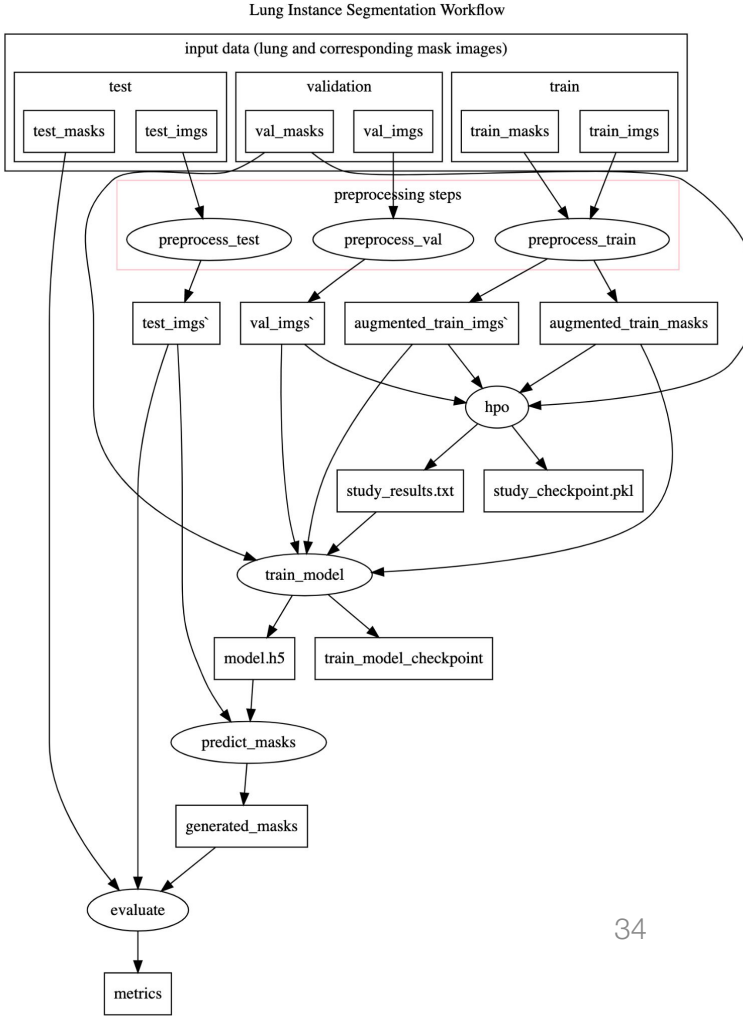 Lung Instance Segmentation Workflow
input data (lung and corresponding mask images)
test
validation
train
test_masks
test_imgs
val_masks
val_imgs
train_masks
train_imgs
preprocessing steps
preprocess_test
preprocess_val
preprocess_train
test_imgs`
val_imgs`
augmented_train_imgs`
augmented_train_masks
hpo
study_results.txt
study_checkpoint.pkl
train_model
model.h5
train_model_checkpoint
predict_masks
generated_masks
evaluate
34
metrics